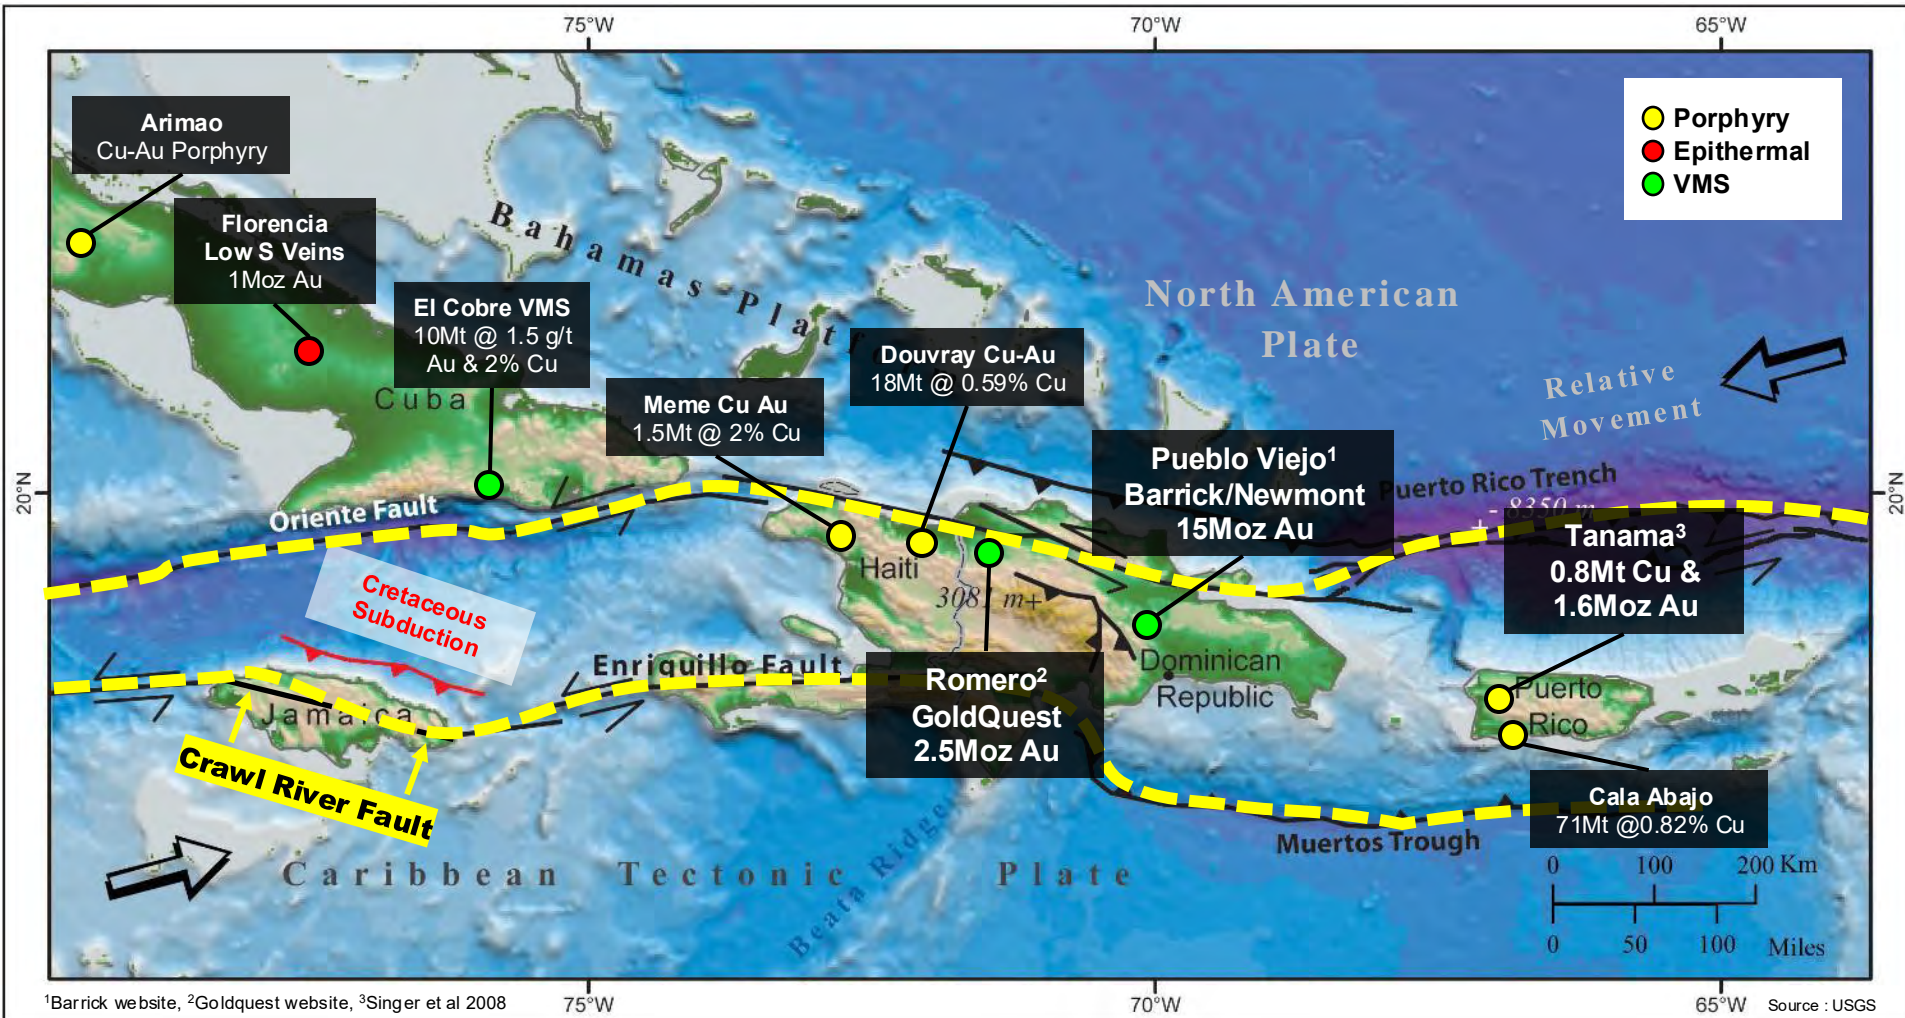 75°W
70°W
65°W
Arimao
Cu-Au Porphyry
Florencia
Low S Veins
1Moz Au
El Cobre VMS
10Mt @ 1.5 g/t
Au & 2% Cu
Meme Cu Au
1.5Mt @ 2% Cu
Douvray Cu-Au
18Mt @ 0.59% Cu
Pueblo Viejo¹
Barrick/Newmont
15Moz Au
Porphyry
Epithermal
VMS
North American
Plate
Relative
Movement
Bahamas
Cuba
20°N
20°N
Oriente Fault
Puerto Rico Trench
- 8350 m
+
Tanama³
0.8Mt Cu &
1.6Moz Au
Haiti
3081 m+
Cretaceous
Subduction
Enriquillo Fault
Dominican
Republic
Romero²
GoldQuest
2.5Moz Au
Puerto
Rico
Jamaica
Crawl River Fault
Cala Abajo
71Mt @0.82% Cu
Muertos Trough
Caribbean Tectonic Plate
Beata Ridge
0 100 200 Km
0 50 100 Miles
75°W
70°W
65°W
¹Barrick website, ²Goldquest website, ³Singer et al 2008
Source : USGS